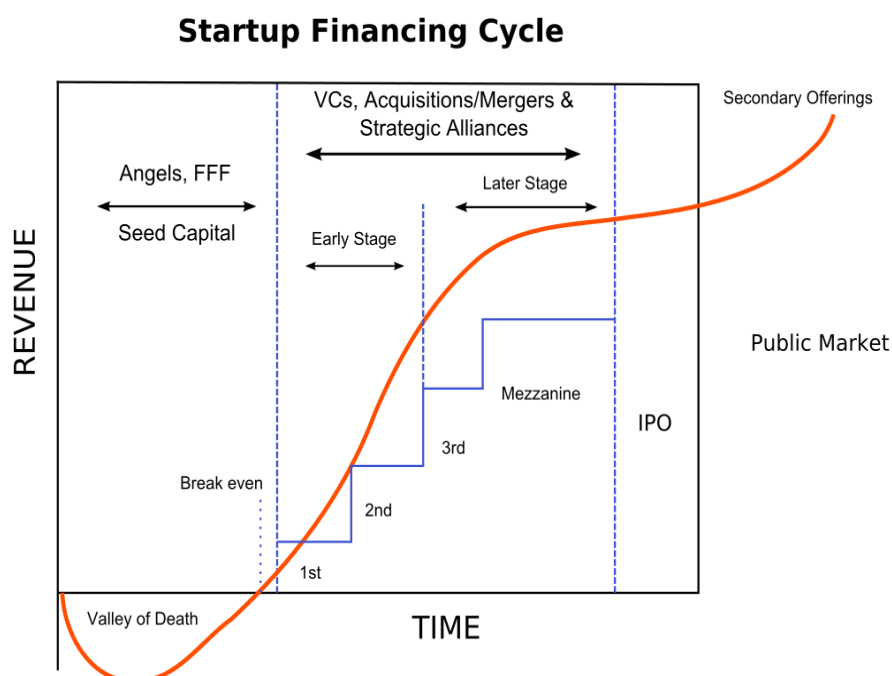 Startup Financing Cycle
Secondary Offerings
VCs, Acquisitions/Mergers &
Strategic Alliances
Angels, FFF
Later Stage
Seed Capital
Early Stage
REVENUE
Public Market
Mezzanine
IPO
3rd
Break even
2nd
1st
Valley of Death
TIME